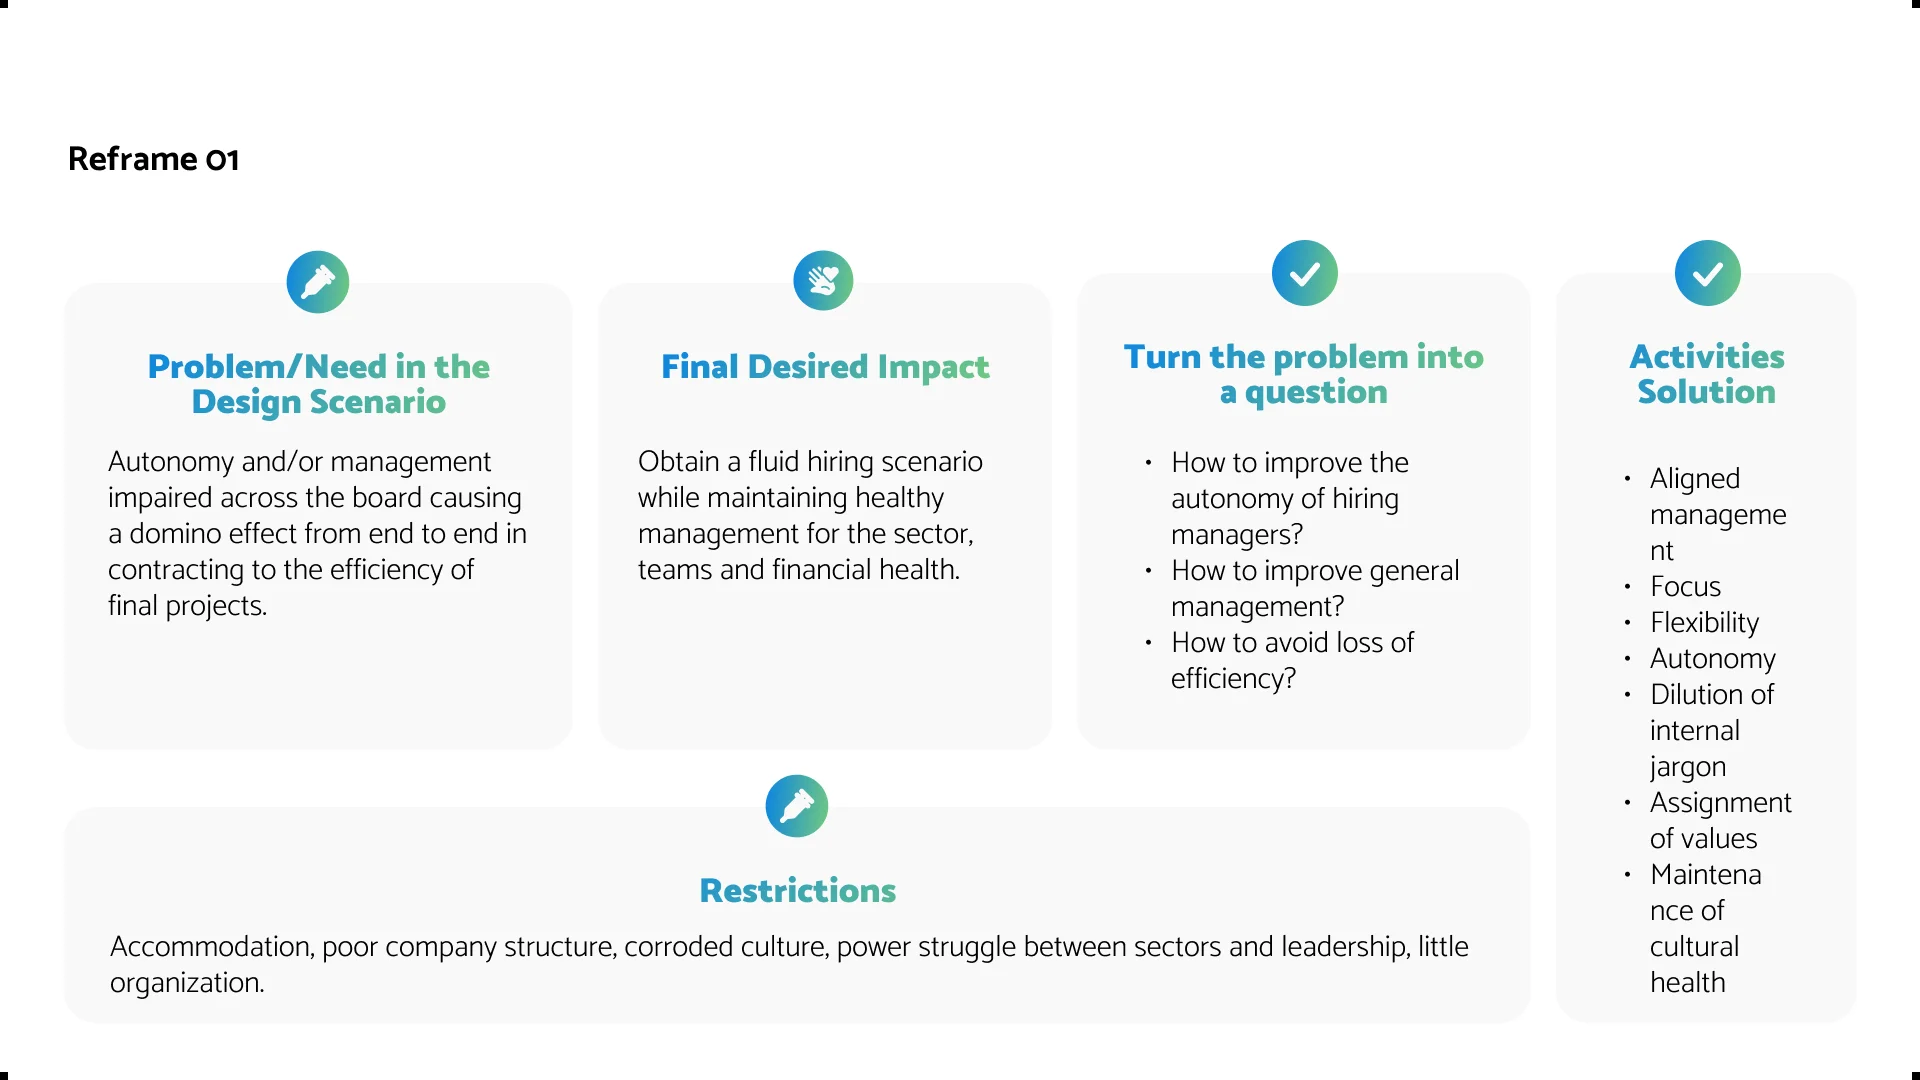 Reframe 01
Problem/Need in the
Design Scenario
Autonomy and/or management
impaired across the board causing
a domino effect from end to end in
contracting to the efficiency of
final projects.
Final Desired Impact
Obtain a fluid hiring scenario
while maintaining healthy
management for the sector,
teams and financial health.
Turn the problem into
a question
• How to improve the
autonomy of hiring
managers?
• How to improve general
management?
• How to avoid loss of
efficiency?
Activities
Solution
• Aligned
manageme
nt
• Focus
• Flexibility
• Autonomy
• Dilution of
internal
jargon
• Assignment
of values
• Maintena
nce of
cultural
health
Restrictions
Accommodation, poor company structure, corroded culture, power struggle between sectors and leadership, little
organization.